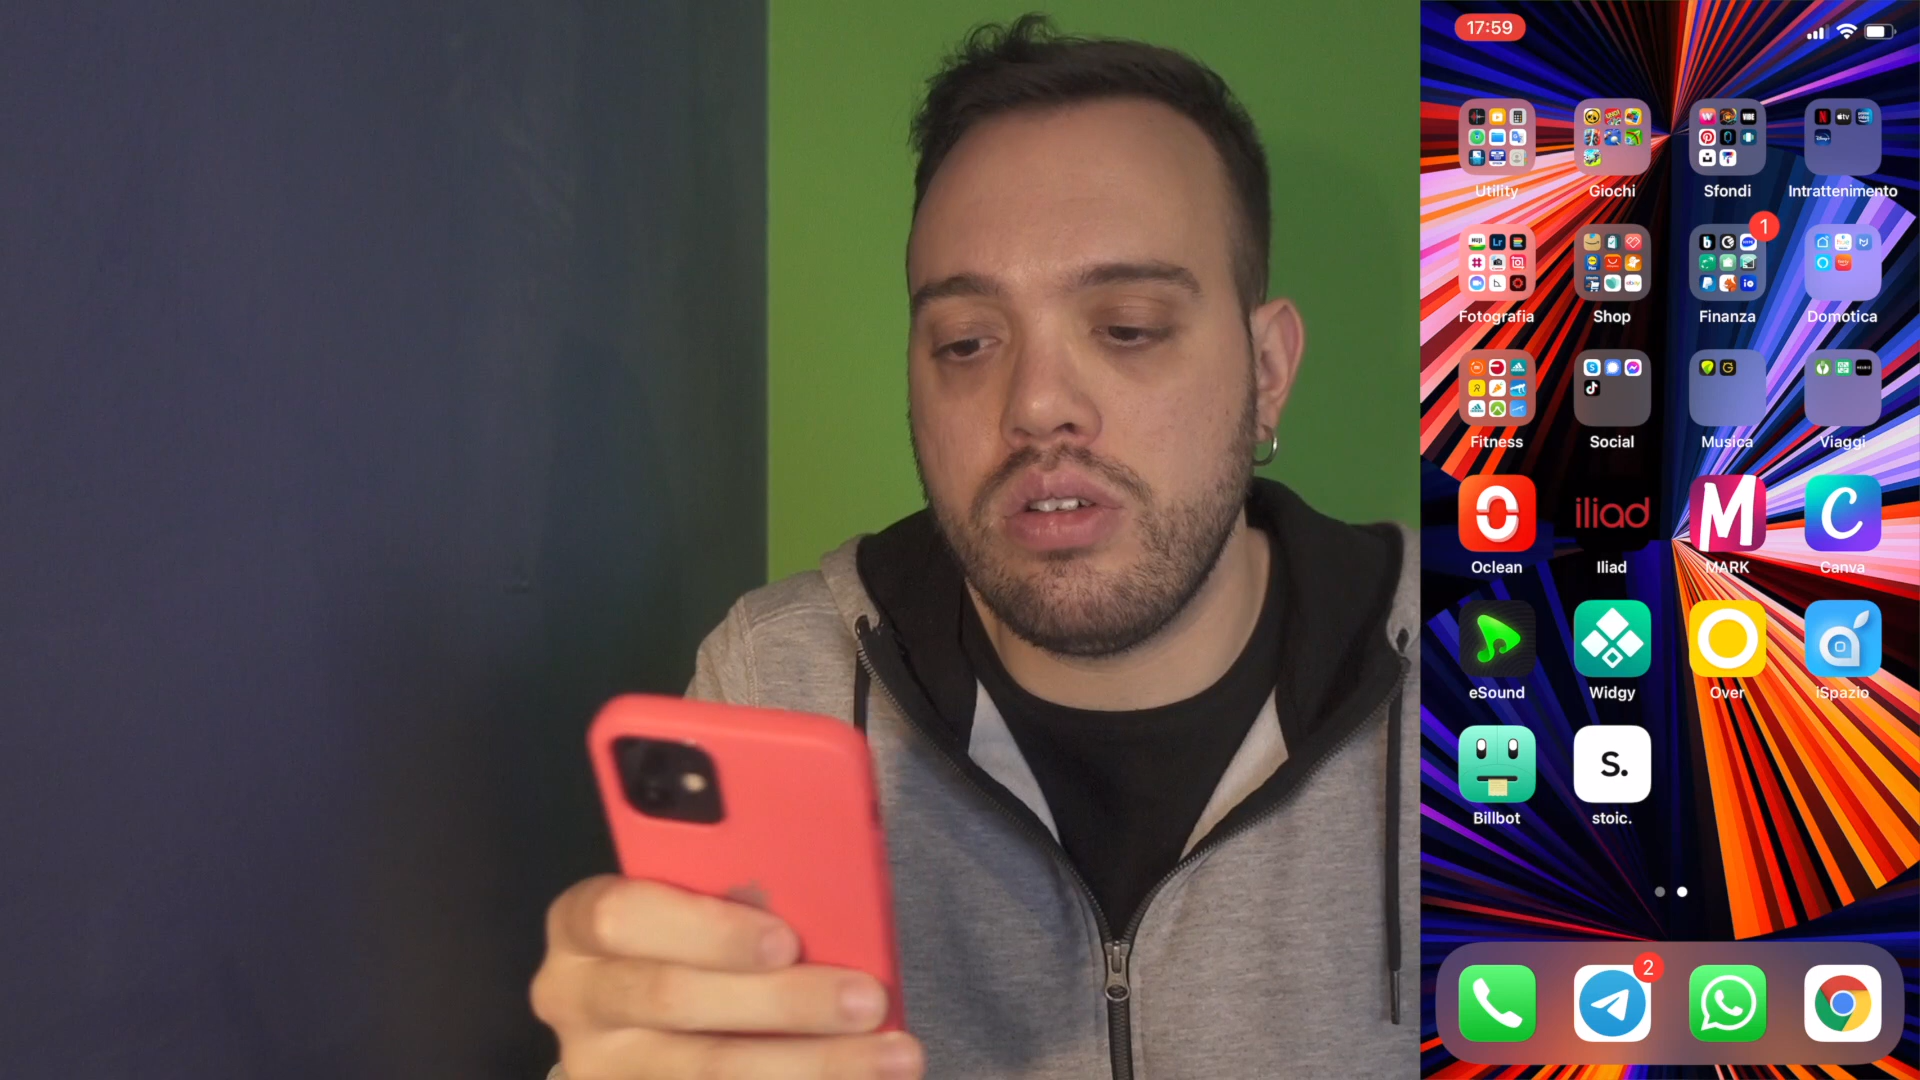 17:59
Utility
Giochi
Sfondi
Intrattenimento
1
Fotografia
Shop
Finanza
Domotica
Fitness
Social
Musica
Viaggi
iliad
M
C
Oclean
Iliad
MARK
Canva
eSound
Widgy
Over
iSpazio
S.
Billbot
stoic.
2